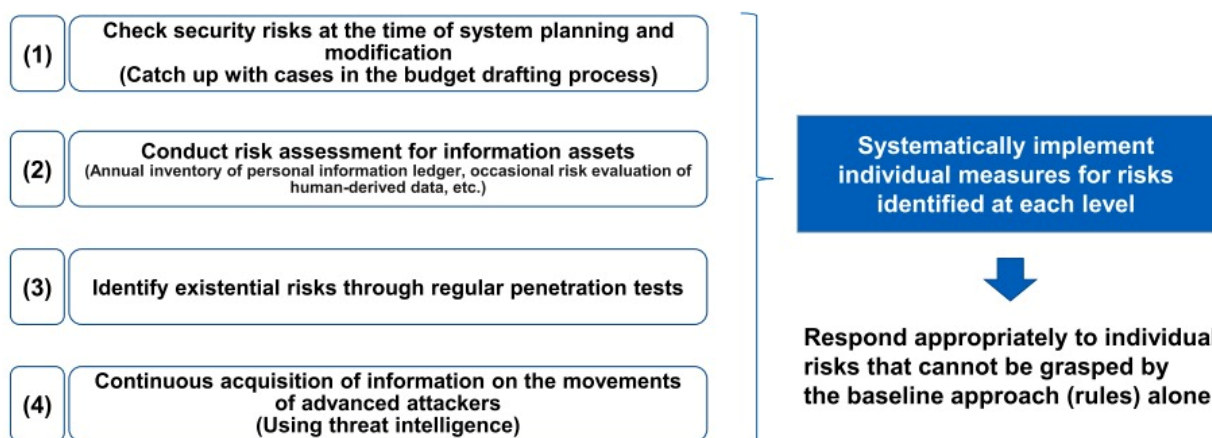 (1)
Check security risks at the time of system planning and
modification
(Catch up with cases in the budget drafting process)
(2)
Conduct risk assessment for information assets
(Annual inventory of personal information ledger, occasional risk evaluation of
human-derived data, etc.)
(3)
Identify existential risks through regular penetration tests
(4)
Continuous acquisition of information on the movements
of advanced attackers
(Using threat intelligence)
Systematically implement
individual measures for risks
identified at each level
Respond appropriately to individual
risks that cannot be grasped by
the baseline approach (rules) alone